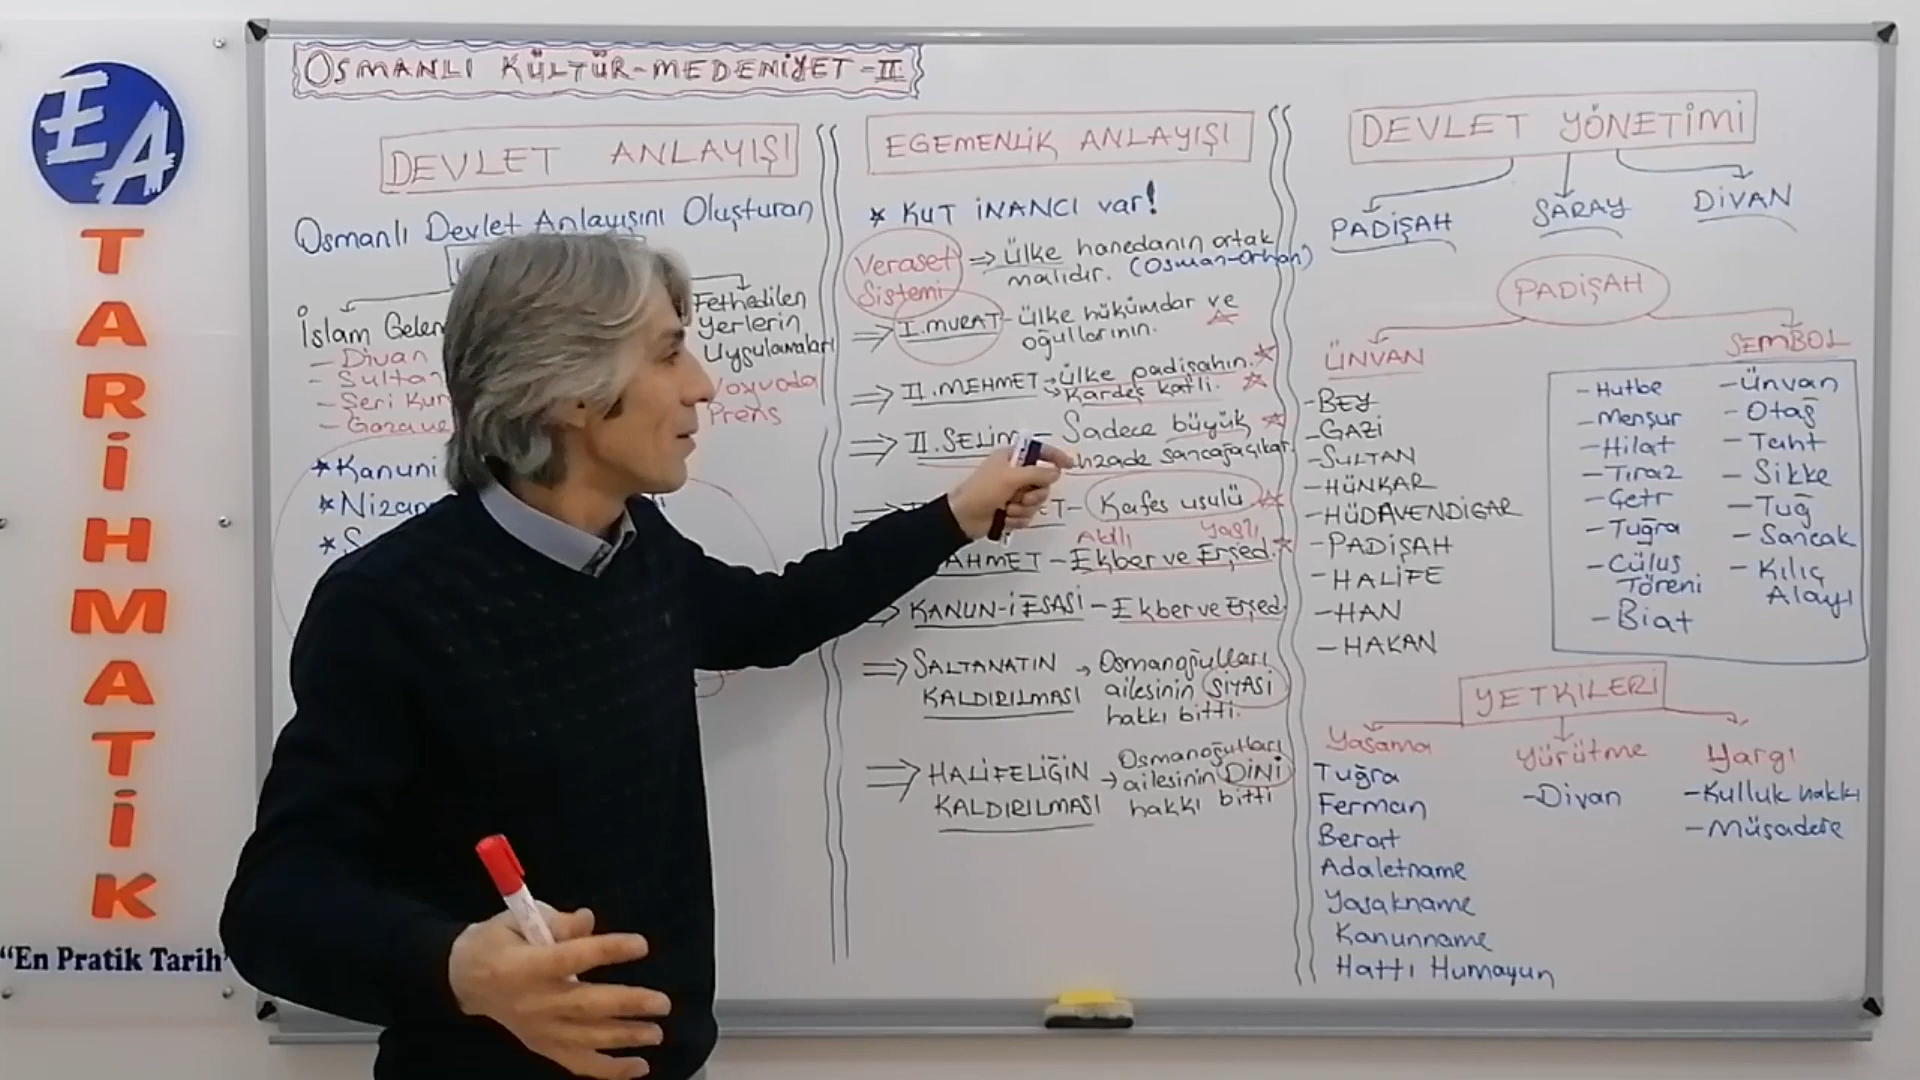 EA
TARİHMATİK
"En Pratik Tarih"
OSMANLI KÜLTÜR-MEDENİYET-II
DEVLET ANLAYIŞI
Osmanlı Devlet Anlayışını Oluşturan
İslam Gelen
- Divan
- Sultan
- Şeri Kur
- Gaza ve
Fethedilen
yerlerin
Uygulamaları
Voyvoda
Prens
* Kanuni
* Nizam
EGEMENLİK ANLAYIŞI
* KUT İNANCI var!
Veraset Sistemi ⇒ ülke hanedanın ortak
malıdır. (Osman-Orhan)
⇒ I. MURAT - ülke hükümdar ve
oğullarının.
⇒ II. MEHMET → ülke padişahın.
→ Kardeş katli.
⇒ II. SELİM - Sadece büyük
hzade sancağa çıkar.
ET - Kafes usulü
Akıllı Yaşlı
AHMET - Ekber ve Erşed.
KANUN-İ ESASİ - Ekber ve Erşed
⇒ SALTANATIN KALDIRILMASI → Osmanoğulları
ailesinin SİYASİ
hakkı bitti.
⇒ HALİFELİĞİN KALDIRILMASI → Osmanoğulları
ailesinin DİNİ
hakkı bitti
DEVLET YÖNETİMİ
PADİŞAH SARAY DİVAN
PADİŞAH
ÜNVAN
- BEY
- GAZİ
- SULTAN
- HÜNKAR
- HÜDAVENDİGAR
- PADİŞAH
- HALİFE
- HAN
- HAKAN
SEMBOL
- Hutbe
- Menşur
- Hilat
- Tıraz
- Çetr
- Tuğra
- Cülus
Töreni
- Biat
- Ünvan
- Otağ
- Taht
- Sikke
- Tuğ
- Sancak
- Kılıç
Alayı
YETKİLERİ
Yasama
Tuğra
Ferman
Berat
Adaletname
Yasakname
Kanunname
Hattı Humayun
Yürütme
- Divan
Yargı
- Kulluk hakkı
- Müsadere